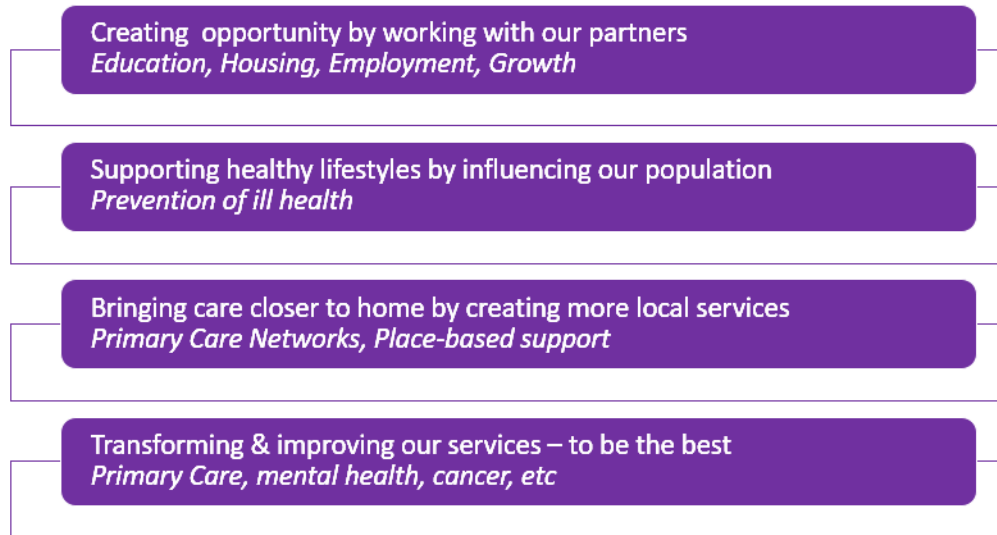 Creating  opportunity by working with our partners
Education, Housing, Employment, Growth
Supporting healthy lifestyles by influencing our population
Prevention of ill health
Bringing care closer to home by creating more local services
Primary Care Networks, Place-based support
Transforming & improving our services – to be the best
Primary Care, mental health, cancer, etc